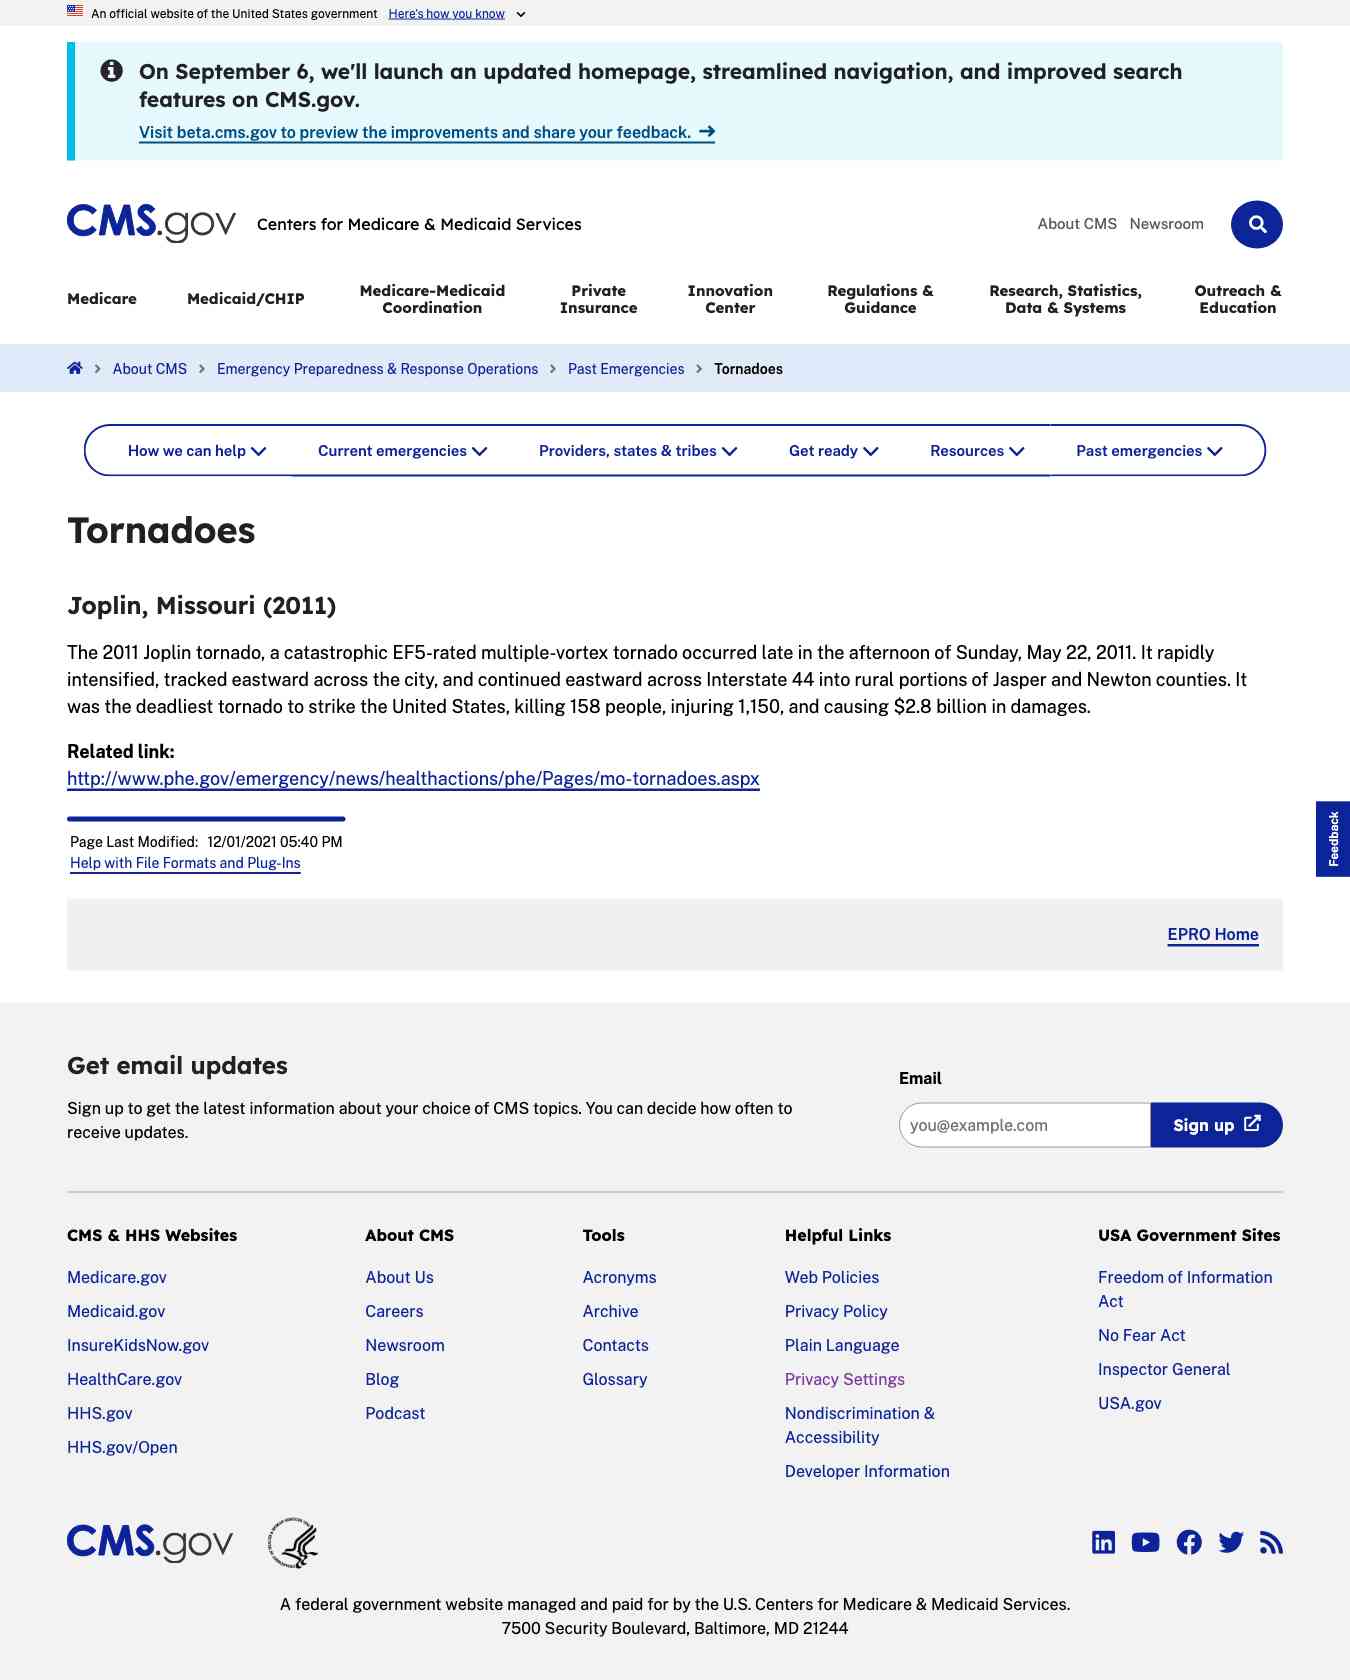 An official website of the United States government Here's how you know
On September 6, we'll launch an updated homepage, streamlined navigation, and improved search
features on CMS.gov.
Visit beta.cms.gov to preview the improvements and share your feedback.
CMS.gov Centers for Medicare & Medicaid Services About CMS Newsroom
Medicare
Medicaid/CHIP
Medicare-Medicaid
Coordination
Private
Insurance
Innovation
Center
Regulations &
Guidance
Research, Statistics,
Data & Systems
Outreach &
Education
About CMS Emergency Preparedness & Response Operations Past Emergencies Tornadoes
How we can help Current emergencies Providers, states & tribes Get ready Resources Past emergencies
Tornadoes
Joplin, Missouri (2011)
The 2011 Joplin tornado, a catastrophic EF5-rated multiple-vortex tornado occurred late in the afternoon of Sunday, May 22, 2011. It rapidly
intensified, tracked eastward across the city, and continued eastward across Interstate 44 into rural portions of Jasper and Newton counties. It
was the deadliest tornado to strike the United States, killing 158 people, injuring 1,150, and causing $2.8 billion in damages.
Related link:
http://www.phe.gov/emergency/news/healthactions/phe/Pages/mo-tornadoes.aspx
Page Last Modified: 12/01/2021 05:40 PM
Help with File Formats and Plug-Ins
Feedback
EPRO Home
Get email updates
Sign up to get the latest information about your choice of CMS topics. You can decide how often to
receive updates.
Email
you@example.com
Sign up
CMS & HHS Websites
Medicare.gov
Medicaid.gov
InsureKidsNow.gov
HealthCare.gov
HHS.gov
HHS.gov/Open
About CMS
About Us
Careers
Newsroom
Blog
Podcast
Tools
Acronyms
Archive
Contacts
Glossary
Helpful Links
Web Policies
Privacy Policy
Plain Language
Privacy Settings
Nondiscrimination &
Accessibility
Developer Information
USA Government Sites
Freedom of Information
Act
No Fear Act
Inspector General
USA.gov
CMS.gov
A federal government website managed and paid for by the U.S. Centers for Medicare & Medicaid Services.
7500 Security Boulevard, Baltimore, MD 21244